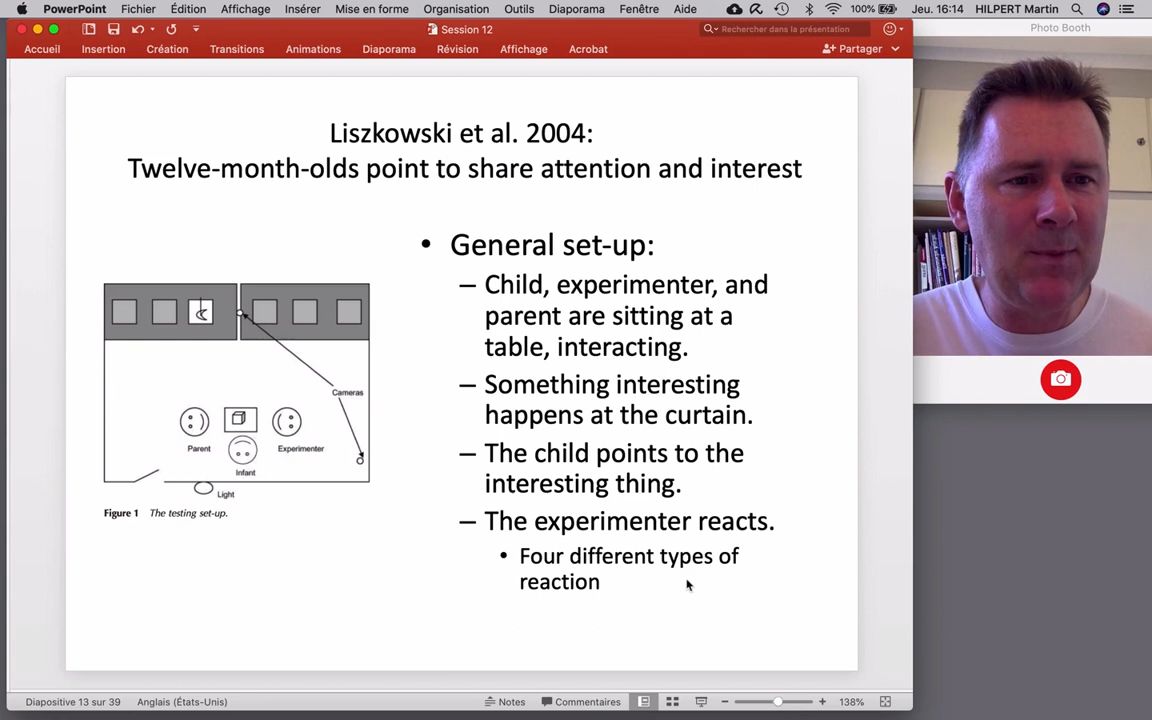 PowerPoint Fichier Édition Affichage Insérer Mise en forme Organisation Outils Diaporama Fenêtre Aide 100% Jeu. 16:14 HILPERT Martin
Session 12
Rechercher dans la présentation
Photo Booth
Accueil Insertion Création Transitions Animations Diaporama Révision Affichage Acrobat Partager
Liszkowski et al. 2004:
Twelve-month-olds point to share attention and interest
• General set-up:
– Child, experimenter, and
parent are sitting at a
table, interacting.
– Something interesting
happens at the curtain.
– The child points to the
interesting thing.
– The experimenter reacts.
• Four different types of
reaction
Cameras
Parent
Experimenter
Infant
Light
Figure 1 The testing set-up.
Diapositive 13 sur 39 Anglais (États-Unis) Notes Commentaires 138%